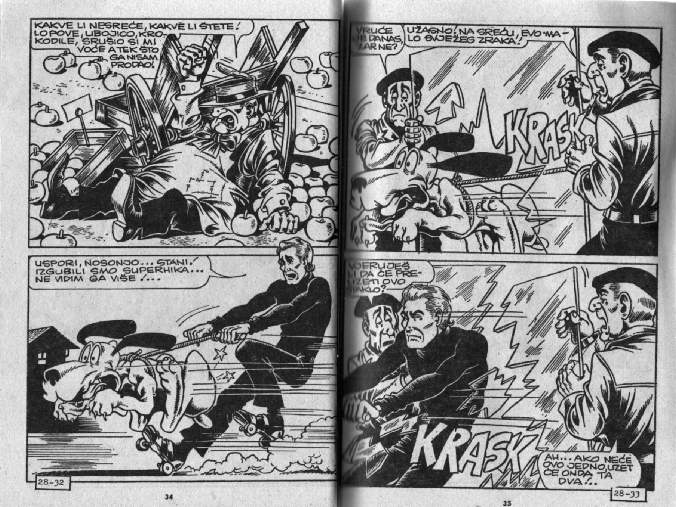 KAKVE LI NESREĆE, KAKVE LI ŠTETE!
LOPOVE, UBOJICO, KRO-
KODILE, SRUŠIO SI MI
VOĆE A TEK ŠTO
GA NISAM
PRODAO!
USPORI, NOSONJO... STANI!
IZGUBILI SMO SUPERHIKA...
NE VIDIM GA VIŠE!...
28-32
34
VRUĆE
JE DANAS,
ZAR NE?
UŽASNO! NA SREĆU, EVO MA-
LO SVJEŽEG ZRAKA!
KRASK
VJERUJEŠ
LI DA ĆE PRE-
UZETI OVO
STAKLO?
KRASK
AH... AKO NEĆE
OVO JEDNO, UZET
ĆE ONDA TA
DVA!..
28-33
35